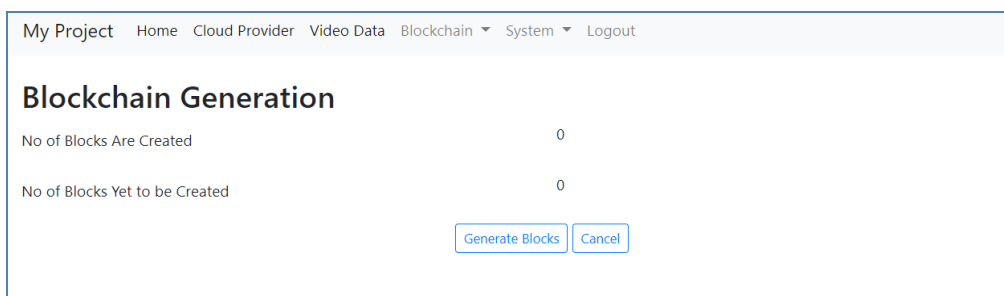 My Project Home Cloud Provider Video Data Blockchain System Logout
Blockchain Generation
No of Blocks Are Created 0
No of Blocks Yet to be Created 0
Generate Blocks Cancel